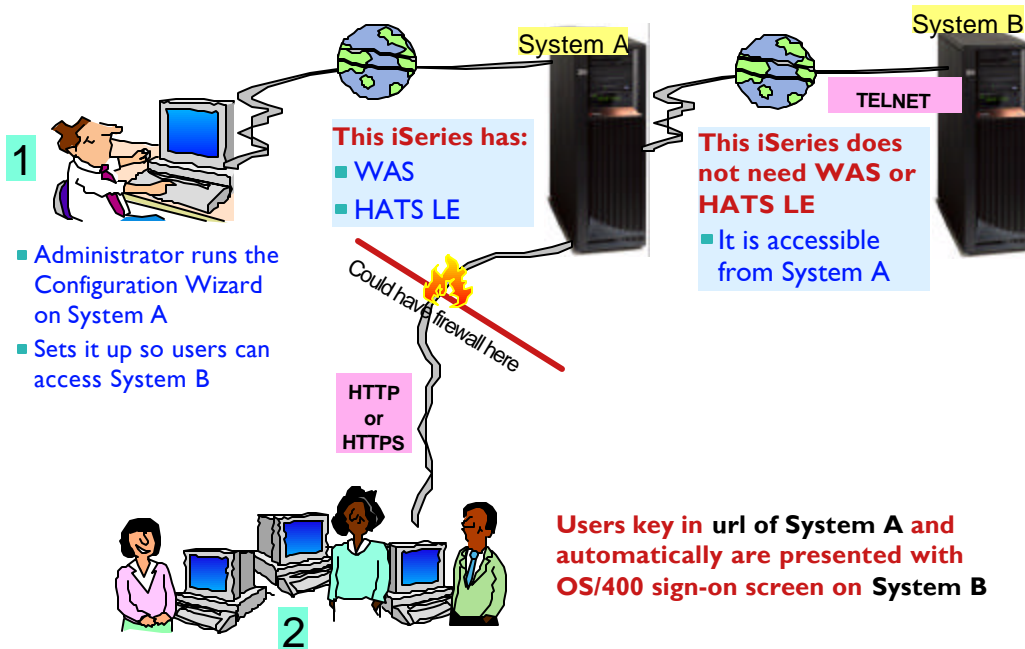 System A
System B
TELNET
1
This iSeries has:
WAS
HATS LE
This iSeries does
not need WAS or
HATS LE
It is accessible
from System A
Administrator runs the
Configuration Wizard
on System A
Sets it up so users can
access System B
Could have firewall here
HTTP
or
HTTPS
Users key in url of System A and
automatically are presented with
OS/400 sign-on screen on System B
2